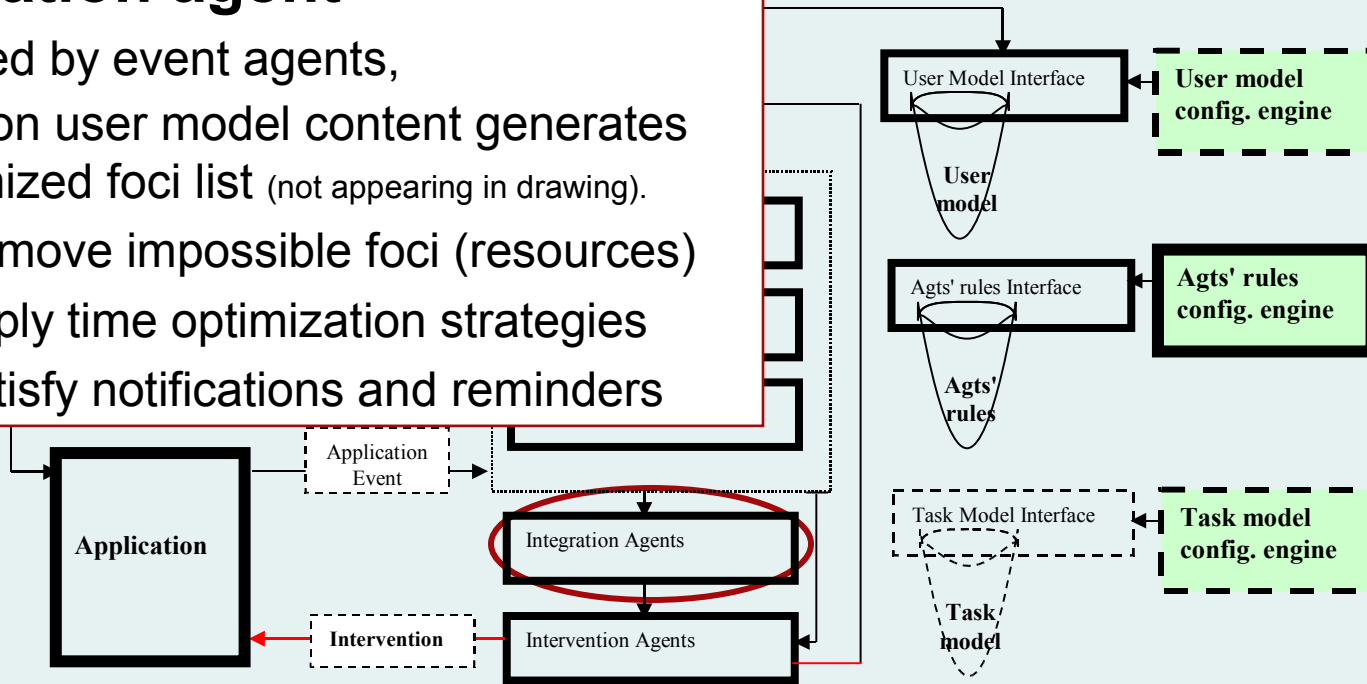 ation agent
ed by event agents,
on user model content generates
ized foci list (not appearing in drawing).
move impossible foci (resources)
ply time optimization strategies
tisfy notifications and reminders
User Model Interface
User
model
User model
config. engine
Agts' rules Interface
Agts'
rules
Agts' rules
config. engine
Application
Event
Application
Integration Agents
Task Model Interface
Task
model
Task model
config. engine
Intervention
Intervention Agents